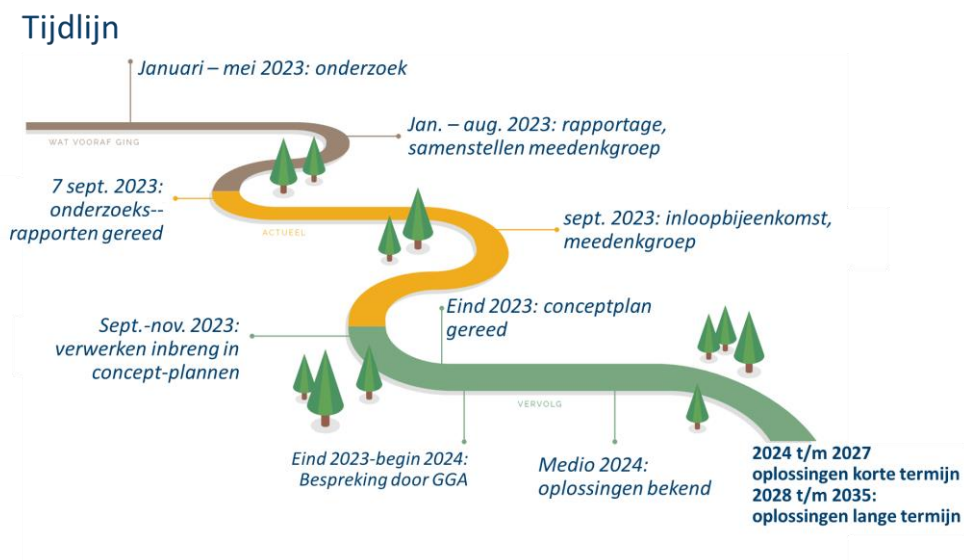 Tijdlijn
Januari – mei 2023: onderzoek
WAT VOORAF GING
Jan. – aug. 2023: rapportage,
samenstellen meedenkgroep
7 sept. 2023:
onderzoeks--
rapporten gereed
ACTUEEL
sept. 2023: inloopbijeenkomst,
meedenkgroep
Eind 2023: conceptplan
gereed
Sept.-nov. 2023:
verwerken inbreng in
concept-plannen
VERVOLG
Eind 2023-begin 2024:
Bespreking door GGA
Medio 2024:
oplossingen bekend
2024 t/m 2027
oplossingen korte termijn
2028 t/m 2035:
oplossingen lange termijn